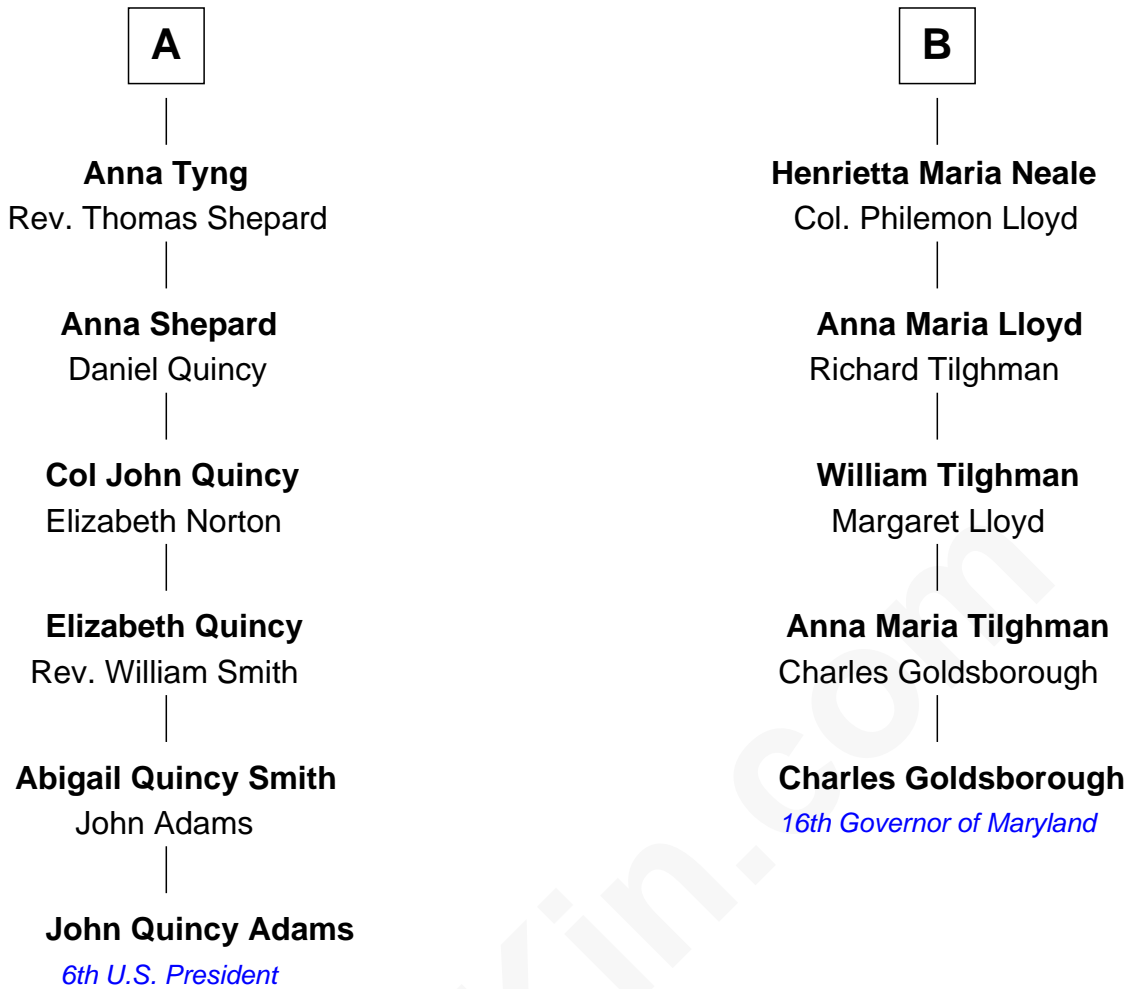 A
Anna Tyng
Rev. Thomas Shepard
Anna Shepard
Daniel Quincy
Col John Quincy
Elizabeth Norton
Elizabeth Quincy
Rev. William Smith
Abigail Quincy Smith
John Adams
John Quincy Adams
6th U.S. President
B
Henrietta Maria Neale
Col. Philemon Lloyd
Anna Maria Lloyd
Richard Tilghman
William Tilghman
Margaret Lloyd
Anna Maria Tilghman
Charles Goldsborough
Charles Goldsborough
16th Governor of Maryland
Kin.com